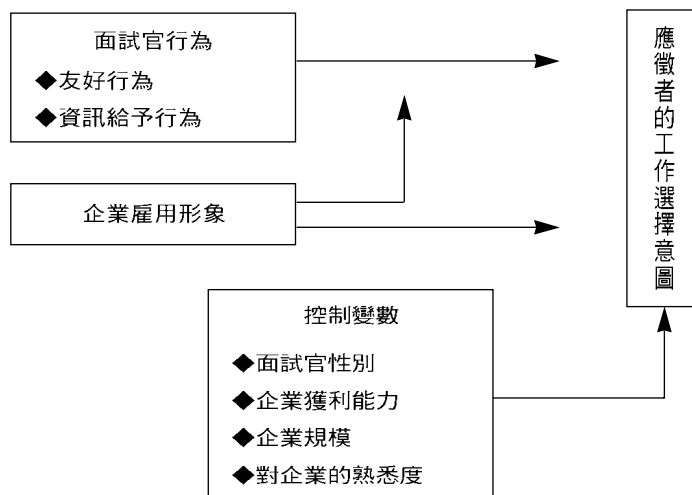 面試官行為
◆友好行為
◆資訊給予行為
企業雇用形象
應徵者的工作選擇意圖
控制變數
◆面試官性別
◆企業獲利能力
◆企業規模
◆對企業的熟悉度